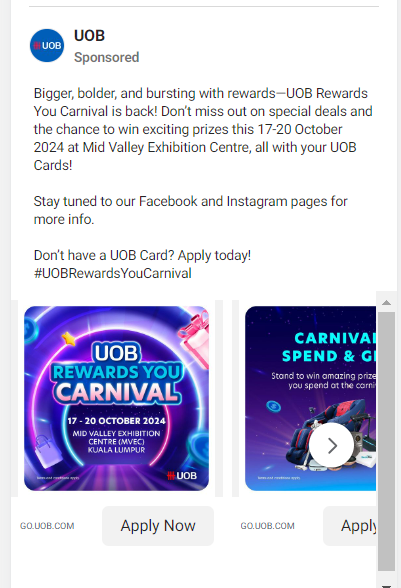 UOB
UOB
Sponsored
Bigger, bolder, and bursting with rewards—UOB Rewards
You Carnival is back! Don't miss out on special deals and
the chance to win exciting prizes this 17-20 October
2024 at Mid Valley Exhibition Centre, all with your UOB
Cards!
Stay tuned to our Facebook and Instagram pages for
more info.
Don't have a UOB Card? Apply today!
#UOBRewardsYouCarnival
UOB
REWARDS YOU
CARNIVAL
17 - 20 OCTOBER 2024
MID VALLEY EXHIBITION
CENTRE (MVEC)
KUALA LUMPUR
UOB
CARNIVAL
SPEND & G
Stand to win amazing prize
you spend at the carni
GO.UOB.COM
Apply Now
GO.UOB.COM
Apply